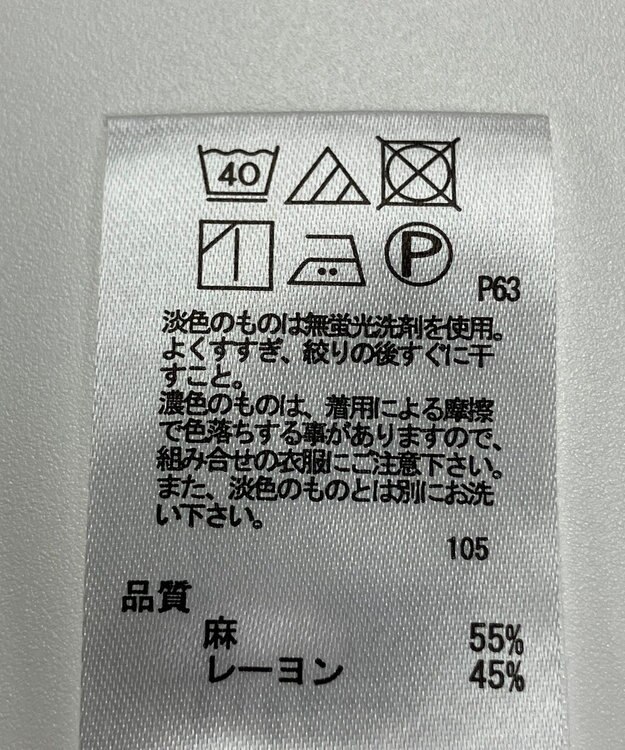 40
P
P63
淡色のものは無蛍光洗剤を使用。
よくすすぎ、絞りの後すぐに干
すこと。
濃色のものは、着用による摩擦
で色落ちする事がありますので、
組み合せの衣服にご注意下さい。
また、淡色のものとは別にお洗
い下さい。
105
品質
麻 55%
レーヨン 45%